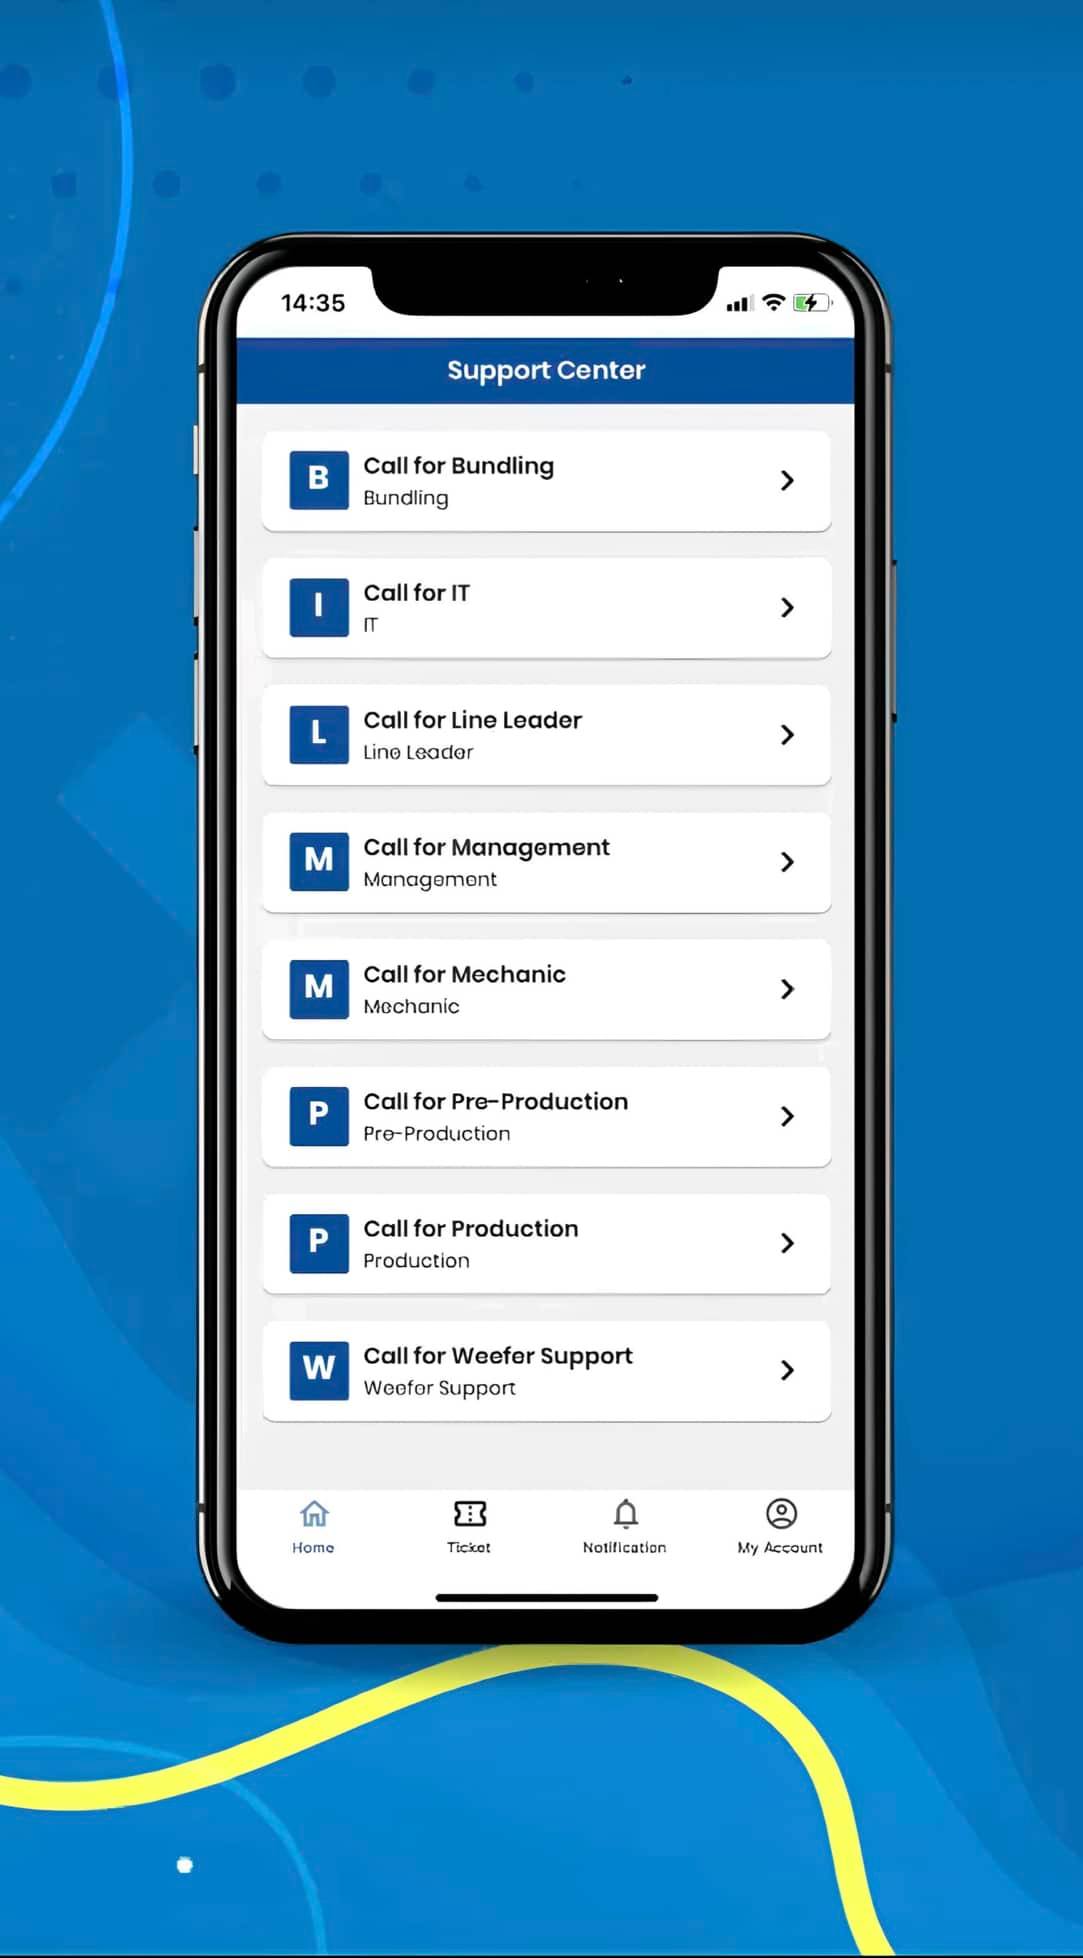 14:35
Support Center
B
Call for Bundling
Bundling
I
Call for IT
IT
L
Call for Line Leader
Line Leader
M
Call for Management
Management
M
Call for Mechanic
Mechanic
P
Call for Pre-Production
Pre-Production
P
Call for Production
Production
W
Call for Weefer Support
Weefer Support
Home Ticket Notification My Account